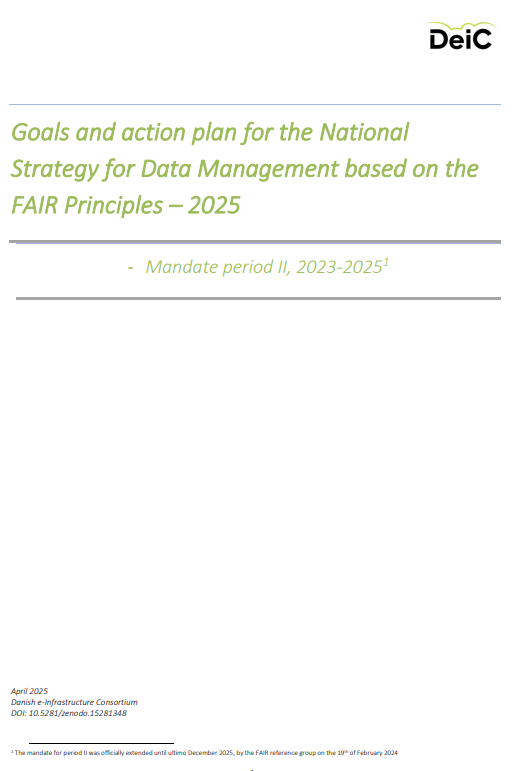 DeiC
Goals and action plan for the National
Strategy for Data Management based on the
FAIR Principles – 2025
- Mandate period II, 2023-2025¹
April 2025
Danish e-Infrastructure Consortium
DOI: 10.5281/zenodo.15281348
¹ The mandate for period II was officially extended until ultimo December 2025, by the FAIR reference group on the 19th of February 2024